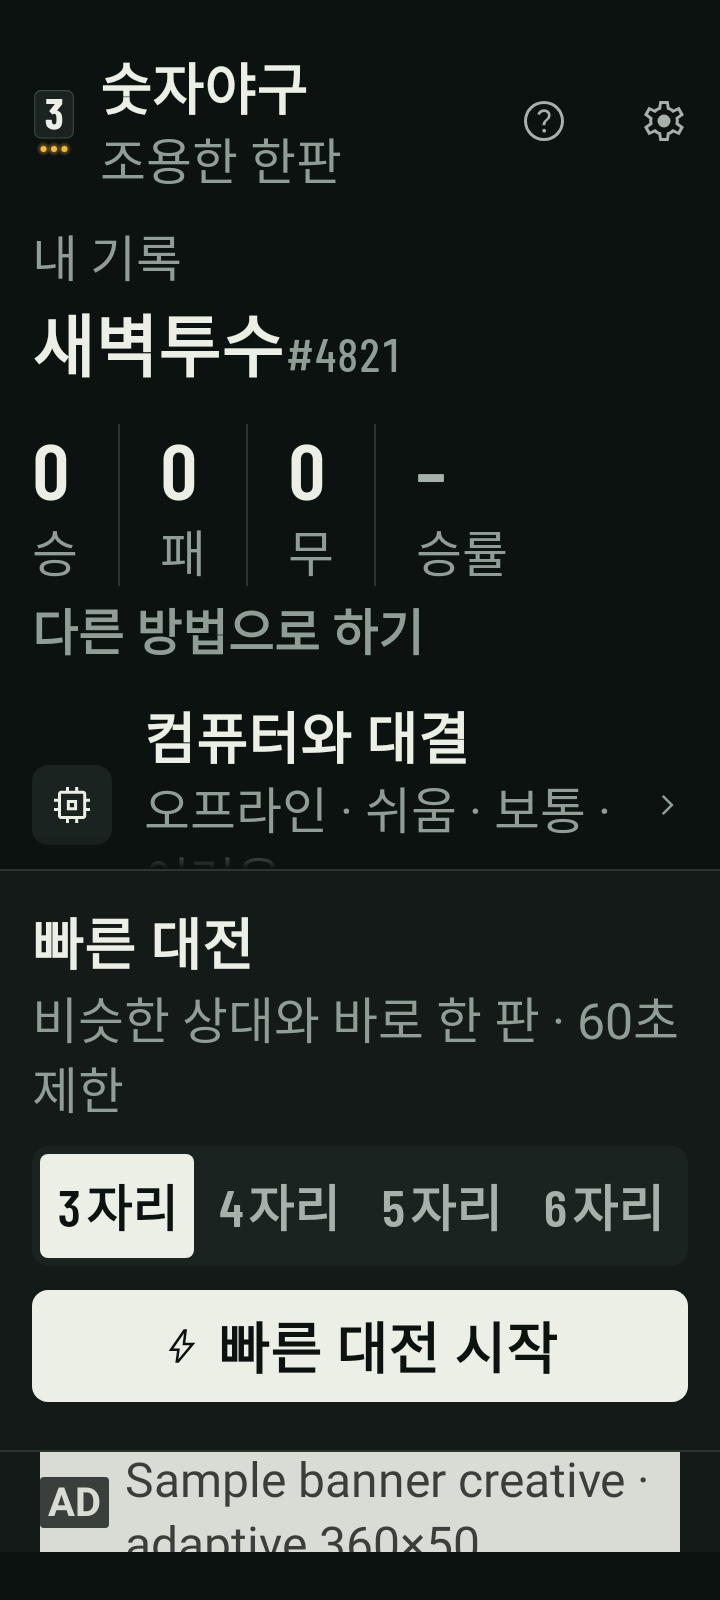 3
숫자야구
조용한 한판
내 기록
새벽투수#4821
0 0 0 -
승 패 무 승률
다른 방법으로 하기
컴퓨터와 대결
오프라인 · 쉬움 · 보통 ·
빠른 대전
비슷한 상대와 바로 한 판 · 60초
제한
3자리 4자리 5자리 6자리
빠른 대전 시작
AD
Sample banner creative ·
adaptive 360×50